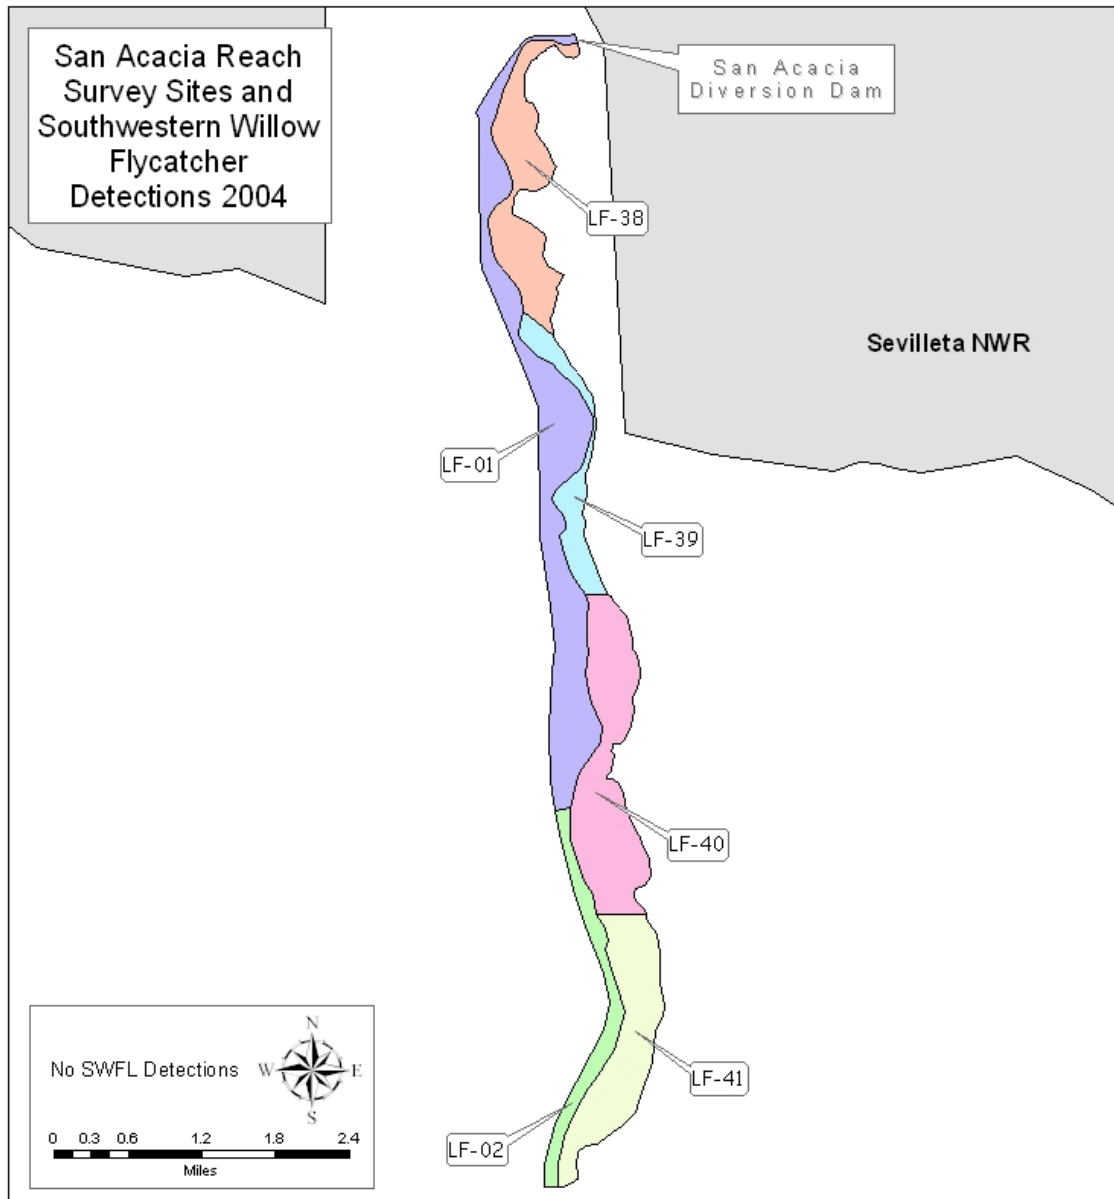 San Acacia Reach
Survey Sites and
Southwestern Willow
Flycatcher
Detections 2004
San Acacia
Diversion Dam
LF-38
Sevilleta NWR
LF-01
LF-39
LF-40
LF-41
LF-02
No SWFL Detections
N
W E
S
0 0.3 0.6 1.2 1.8 2.4
Miles